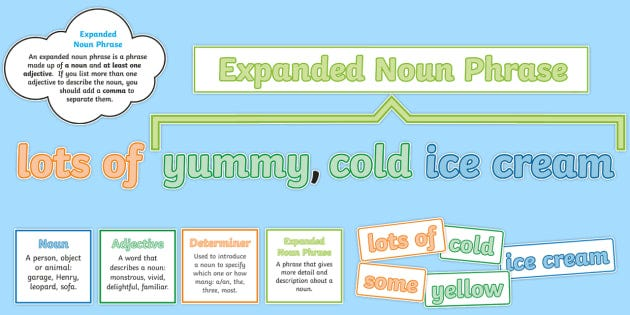 Expanded
Noun Phrase
An expanded noun phrase is a phrase
made up of a noun and at least one
adjective. If you list more than one
adjective to describe the noun, you
should add a comma to
separate them.
Expanded Noun Phrase
lots of yummy, cold ice cream
Noun
A person, object
or animal:
garage, Henry,
leopard, sofa.
Adjective
A word that
describes a noun:
monstrous, vivid,
delightful, familiar.
Determiner
Used to introduce
a noun to specify
which one or how
many: a/an, the,
three, most.
Expanded
Noun Phrase
A phrase that gives
more detail and
description about a
noun.
lots of
cold
ice cream
some
yellow